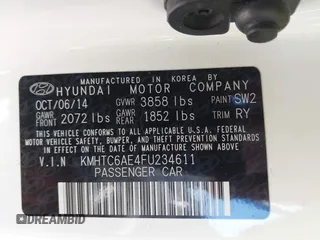 MANUFACTURED IN KOREA BY
HYUNDAI MOTOR COMPANY
OCT/06/14 GVWR 3858 lbs PAINT SW2
GAWR FRONT 2072 lbs GAWR REAR 1852 lbs TRIM RY
THIS VEHICLE CONFORMS TO ALL APPLICABLE U.S.
FEDERAL MOTOR VEHICLE SAFETY, BUMPER
AND THEFT PREVENTION STANDARDS
IN EFFECT ON THE DATE OF MANUFACTURE SHOWN ABOVE.
V.I.N KMHTC6AE4FU234611
PASSENGER CAR
DREAMBID